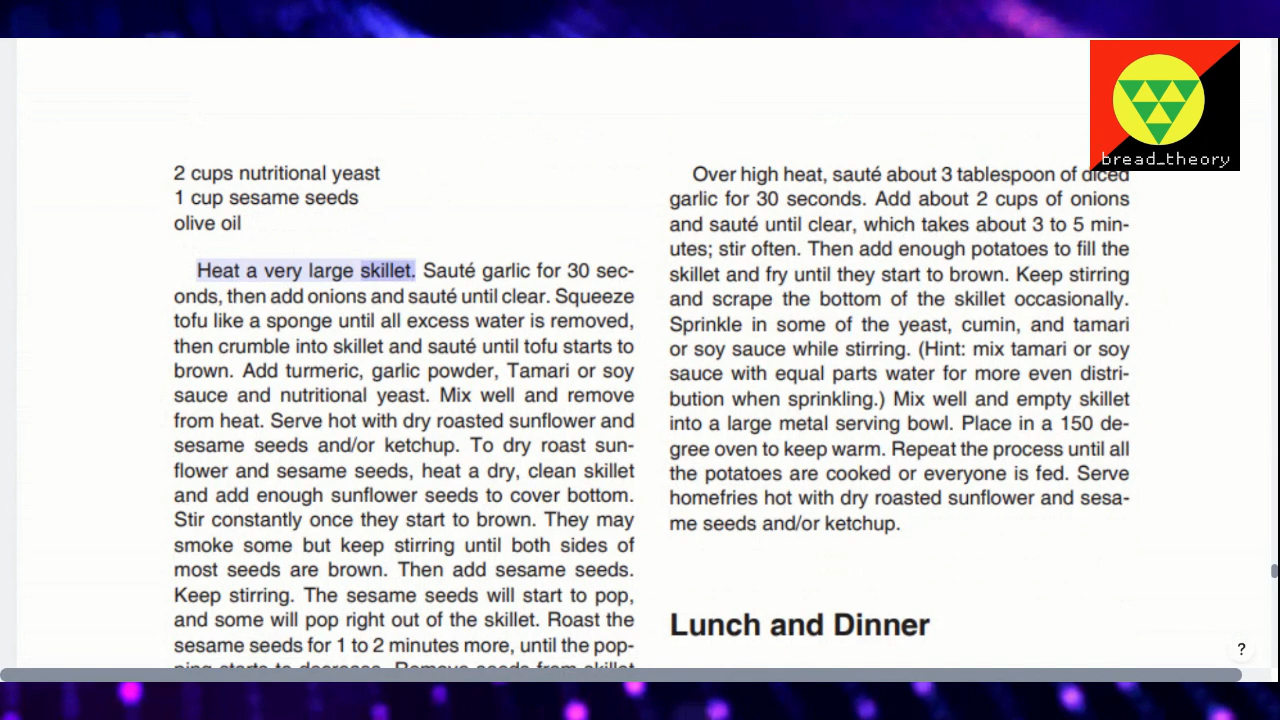 2 cups nutritional yeast
1 cup sesame seeds
olive oil
Heat a very large skillet. Sauté garlic for 30 sec-
onds, then add onions and sauté until clear. Squeeze
tofu like a sponge until all excess water is removed,
then crumble into skillet and sauté until tofu starts to
brown. Add turmeric, garlic powder, Tamari or soy
sauce and nutritional yeast. Mix well and remove
from heat. Serve hot with dry roasted sunflower and
sesame seeds and/or ketchup. To dry roast sun-
flower and sesame seeds, heat a dry, clean skillet
and add enough sunflower seeds to cover bottom.
Stir constantly once they start to brown. They may
smoke some but keep stirring until both sides of
most seeds are brown. Then add sesame seeds.
Keep stirring. The sesame seeds will start to pop,
and some will pop right out of the skillet. Roast the
sesame seeds for 1 to 2 minutes more, until the pop-
ping starts to decrease. Remove seeds from skillet
Over high heat, sauté about 3 tablespoon of diced
garlic for 30 seconds. Add about 2 cups of onions
and sauté until clear, which takes about 3 to 5 min-
utes; stir often. Then add enough potatoes to fill the
skillet and fry until they start to brown. Keep stirring
and scrape the bottom of the skillet occasionally.
Sprinkle in some of the yeast, cumin, and tamari
or soy sauce while stirring. (Hint: mix tamari or soy
sauce with equal parts water for more even distri-
bution when sprinkling.) Mix well and empty skillet
into a large metal serving bowl. Place in a 150 de-
gree oven to keep warm. Repeat the process until all
the potatoes are cooked or everyone is fed. Serve
homefries hot with dry roasted sunflower and sesa-
me seeds and/or ketchup.
Lunch and Dinner
bread_theory
?